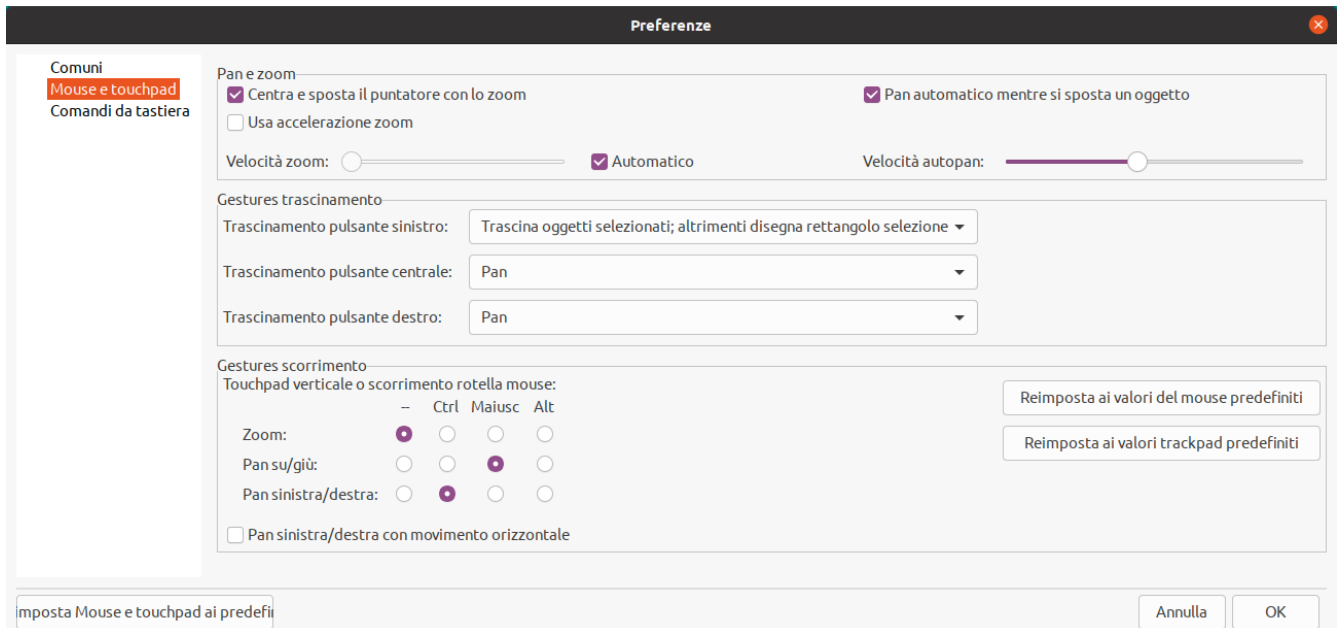 Preferenze
Comuni
Mouse e touchpad
Comandi da tastiera
Pan e zoom
Centra e sposta il puntatore con lo zoom
Pan automatico mentre si sposta un oggetto
Usa accelerazione zoom
Velocità zoom:
Automatico
Velocità autopan:
Gestures trascinamento
Trascinamento pulsante sinistro:
Trascina oggetti selezionati; altrimenti disegna rettangolo selezione
Trascinamento pulsante centrale:
Pan
Trascinamento pulsante destro:
Pan
Gestures scorrimento
Touchpad verticale o scorrimento rotella mouse:
-- Ctrl Maiusc Alt
Zoom:
Pan su/giù:
Pan sinistra/destra:
Pan sinistra/destra con movimento orizzontale
Reimposta ai valori del mouse predefiniti
Reimposta ai valori trackpad predefiniti
imposta Mouse e touchpad ai predefi
Annulla
OK